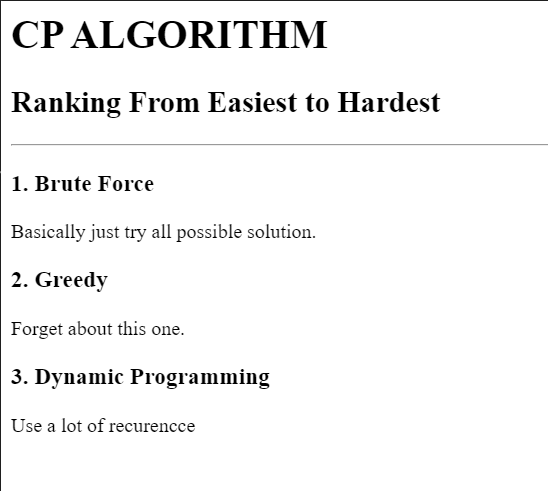 CP ALGORITHM
Ranking From Easiest to Hardest
1. Brute Force
Basically just try all possible solution.
2. Greedy
Forget about this one.
3. Dynamic Programming
Use a lot of recurencce